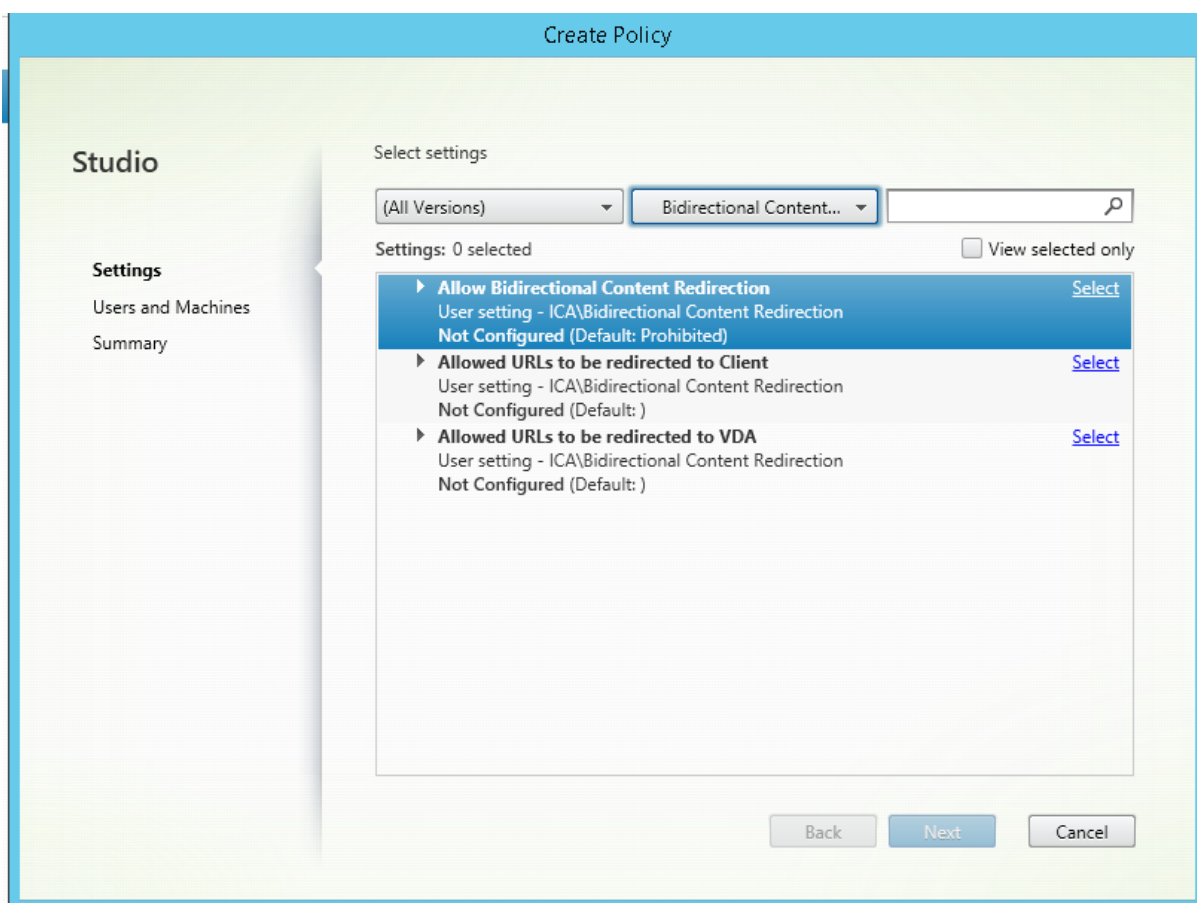 Create Policy
Studio
Settings
Users and Machines
Summary
Select settings
(All Versions)
Bidirectional Content...
Settings: 0 selected
View selected only
Allow Bidirectional Content Redirection
Select
User setting - ICA\Bidirectional Content Redirection
Not Configured (Default: Prohibited)
Allowed URLs to be redirected to Client
Select
User setting - ICA\Bidirectional Content Redirection
Not Configured (Default: )
Allowed URLs to be redirected to VDA
Select
User setting - ICA\Bidirectional Content Redirection
Not Configured (Default: )
Back
Next
Cancel